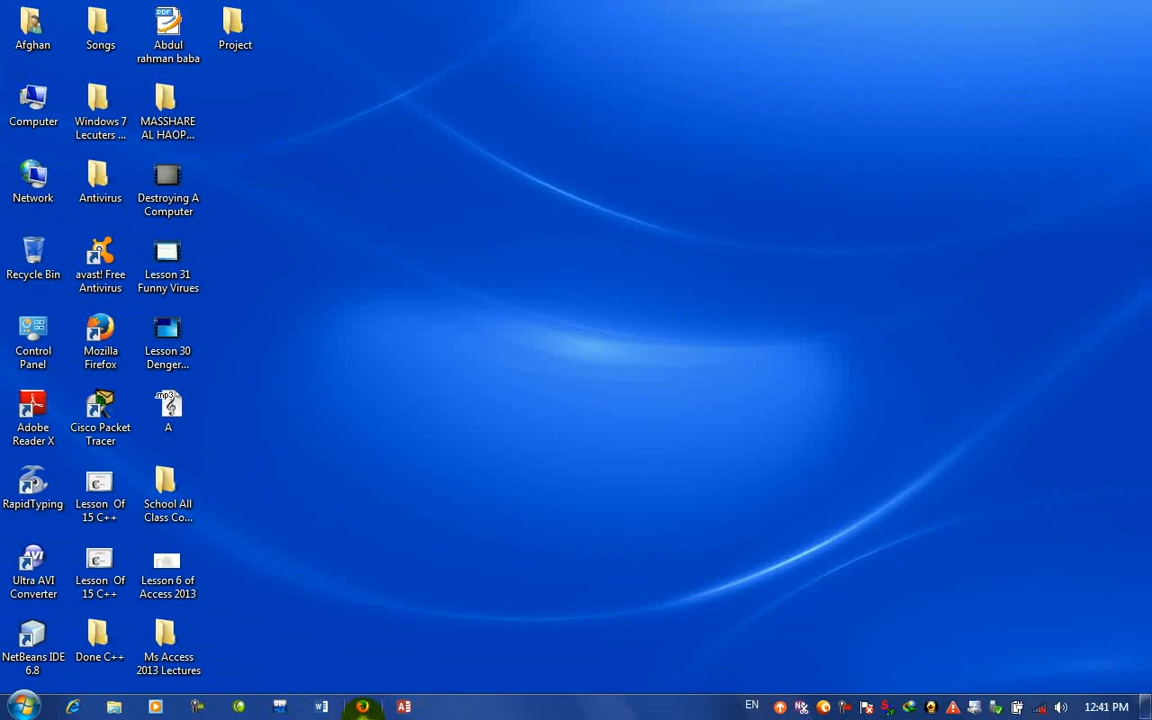 Afghan
Songs
PDF
Abdul
rahman baba
Project
Computer
Windows 7
Lecuters ...
MASSHARE
AL HAOP...
Network
Antivirus
Destroying A
Computer
Recycle Bin
avast! Free
Antivirus
Lesson 31
Funny Virues
Control
Panel
Mozilla
Firefox
Lesson 30
Denger...
Adobe
Reader X
Cisco Packet
Tracer
.mp3
A
RapidTyping
C++
Lesson Of
15 C++
School All
Class Co...
AVI
Ultra AVI
Converter
C++
Lesson Of
15 C++
Lesson 6 of
Access 2013
NetBeans IDE
6.8
Done C++
Ms Access
2013 Lectures
EN
12:41 PM